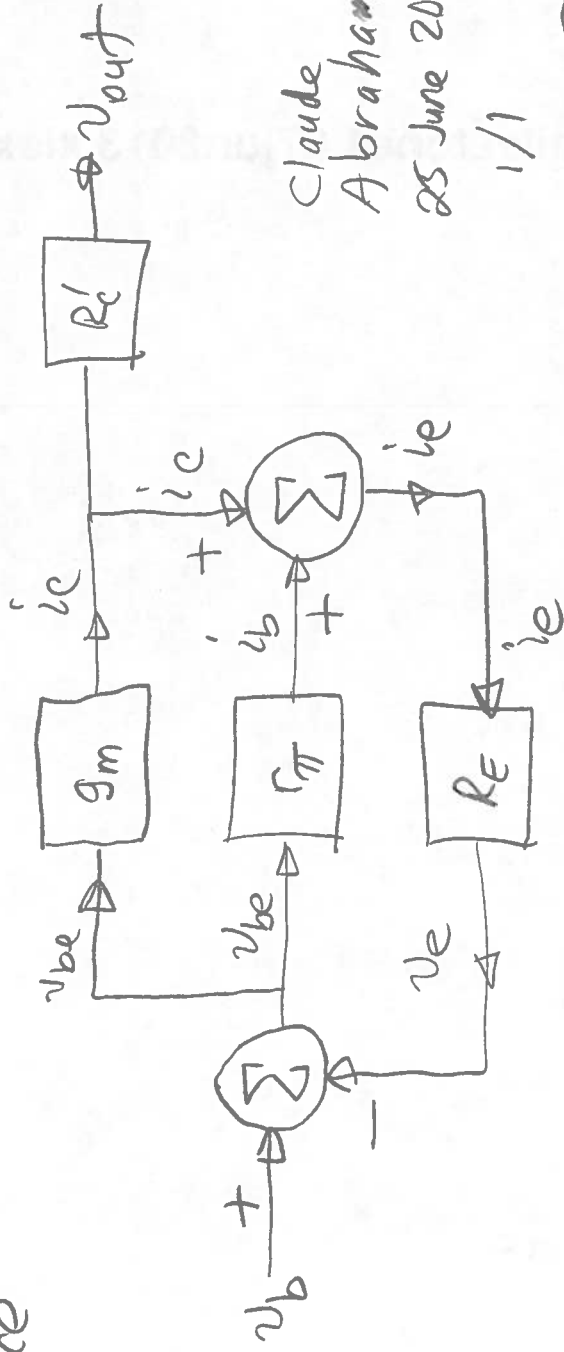 ce
v_b
+
−
Σ
v_be
g_m
i_c
R_c'
v_out
v_be
r_π
i_b
+
i_c
+
Σ
i_e
i_e
R_E
v_e
Claude
Abraham
25 June 20
1/1